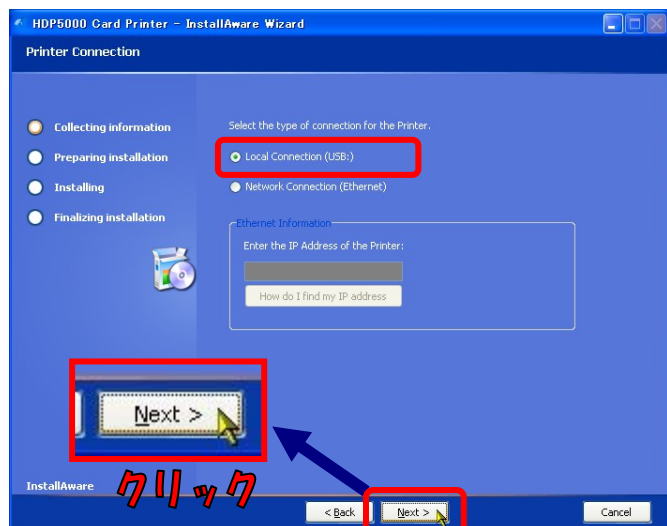 HDP5000 Card Printer - InstallAware Wizard
Printer Connection
Collecting information
Preparing installation
Installing
Finalizing installation
Select the type of connection for the Printer.
Local Connection (USB:)
Network Connection (Ethernet)
Ethernet Information
Enter the IP Address of the Printer:
How do I find my IP address
Next >
クリック
InstallAware
< Back
Next >
Cancel